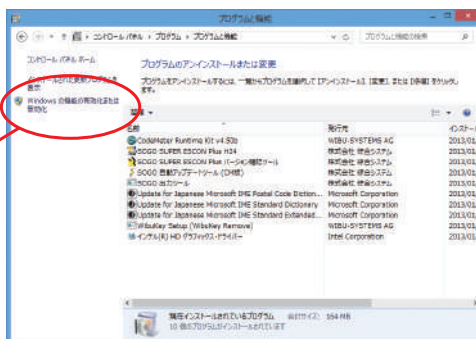 プログラムと機能
コントロール パネル ▸ プログラム ▸ プログラムと機能
プログラムと機能の検索
コントロール パネル ホーム
インストールされた更新プログラムを
表示
Windows の機能の有効化または
無効化
プログラムのアンインストールまたは変更
プログラムをアンインストールするには、一覧からプログラムを選択して [アンインストール]、[変更]、または [修復] をクリックし
ます。
整理
名前 発行元 インストー
CodeMeter Runtime Kit v4.50b WIBU-SYSTEMS AG 2013/01
SOGO SUPER ESCON Plus H24 株式会社 綜合システム 2013/01
SOGO SUPER ESCON Plus バージョン確認ツール 株式会社 綜合システム 2013/01
SOGO 自動アップデートツール (CM版) 株式会社 綜合システム 2013/01
SOGO 出力ツール 株式会社 綜合システム 2013/01
Update for Japanese Microsoft IME Postal Code Diction... Microsoft Corporation 2013/01
Update for Japanese Microsoft IME Standard Dictionary Microsoft Corporation 2013/01
Update for Japanese Microsoft IME Standard Extended... Microsoft Corporation 2013/01
WibuKey Setup (WibuKey Remove) WIBU-SYSTEMS AG 2013/01
インテル(R) HD グラフィックス・ドライバー Intel Corporation 2013/01
現在インストールされているプログラム 合計サイズ: 164 MB
10 個のプログラムがインストールされています